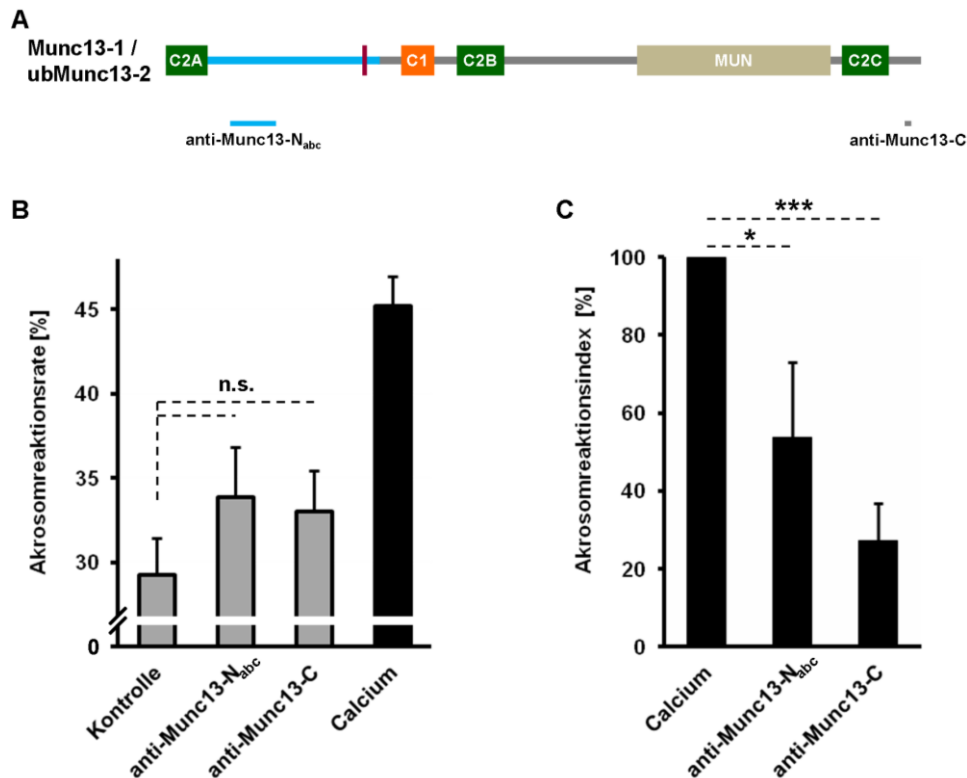 A
Munc13-1 /
ubMunc13-2
C2A C1 C2B MUN C2C
anti-Munc13-Nabc
anti-Munc13-C
B
Akrosomreaktionsrate [%]
45
40
35
30
0
n.s.
Kontrolle
anti-Munc13-Nabc
anti-Munc13-C
Calcium
C
***
*
Akrosomreaktionsindex [%]
100
80
60
40
20
0
Calcium
anti-Munc13-Nabc
anti-Munc13-C